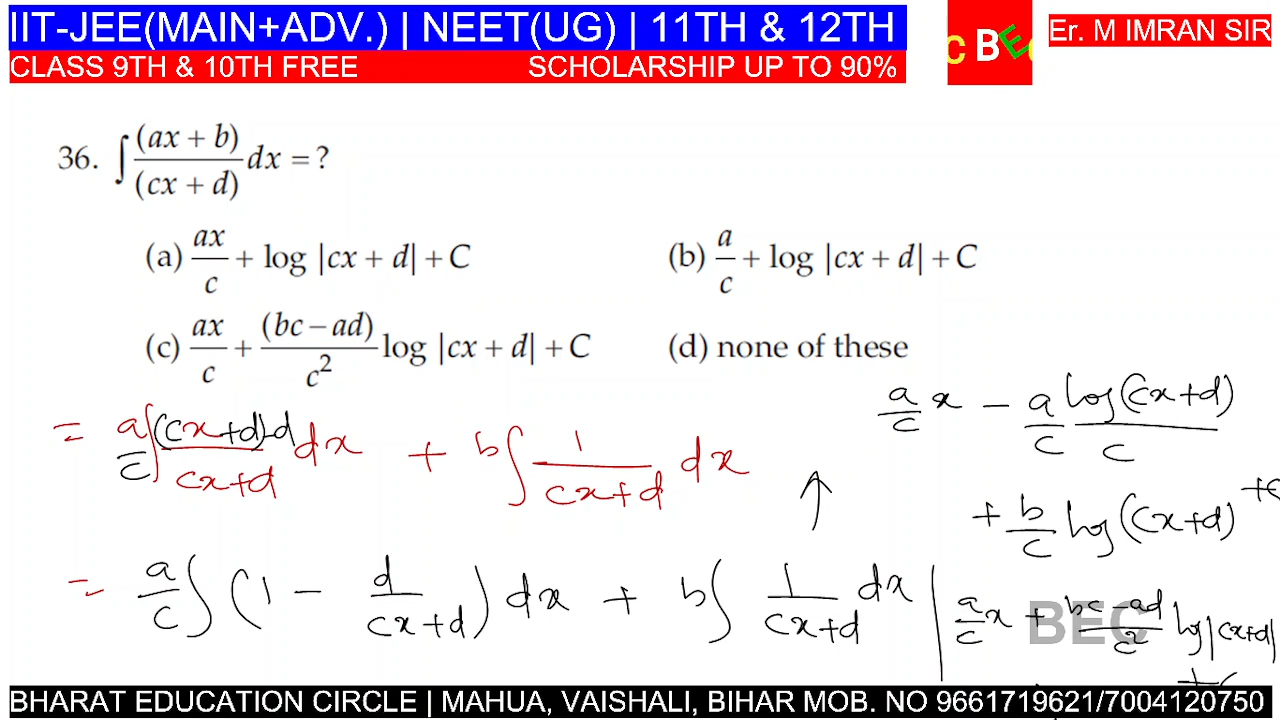 IIT-JEE(MAIN+ADV.) | NEET(UG) | 11TH & 12TH
CLASS 9TH & 10TH FREE SCHOLARSHIP UP TO 90%
C BEC
Er. M IMRAN SIR
36. ∫ (ax + b)/(cx + d) dx = ?
(a) ax/c + log |cx + d| + C
(b) a/c + log |cx + d| + C
(c) ax/c + (bc – ad)/c² log |cx + d| + C
(d) none of these
= a/c ∫ ((cx+d)-d)/(cx+d) dx + b ∫ 1/(cx+d) dx
= a/c ∫ (1 - d/(cx+d)) dx + b ∫ 1/(cx+d) dx
a/c x - a/c log(cx+d)/c
+ b/c log(cx+d) +C
a/c x + (bc-ad)/c² log|cx+d|
+C
BEC
BHARAT EDUCATION CIRCLE | MAHUA, VAISHALI, BIHAR MOB. NO 9661719621/7004120750